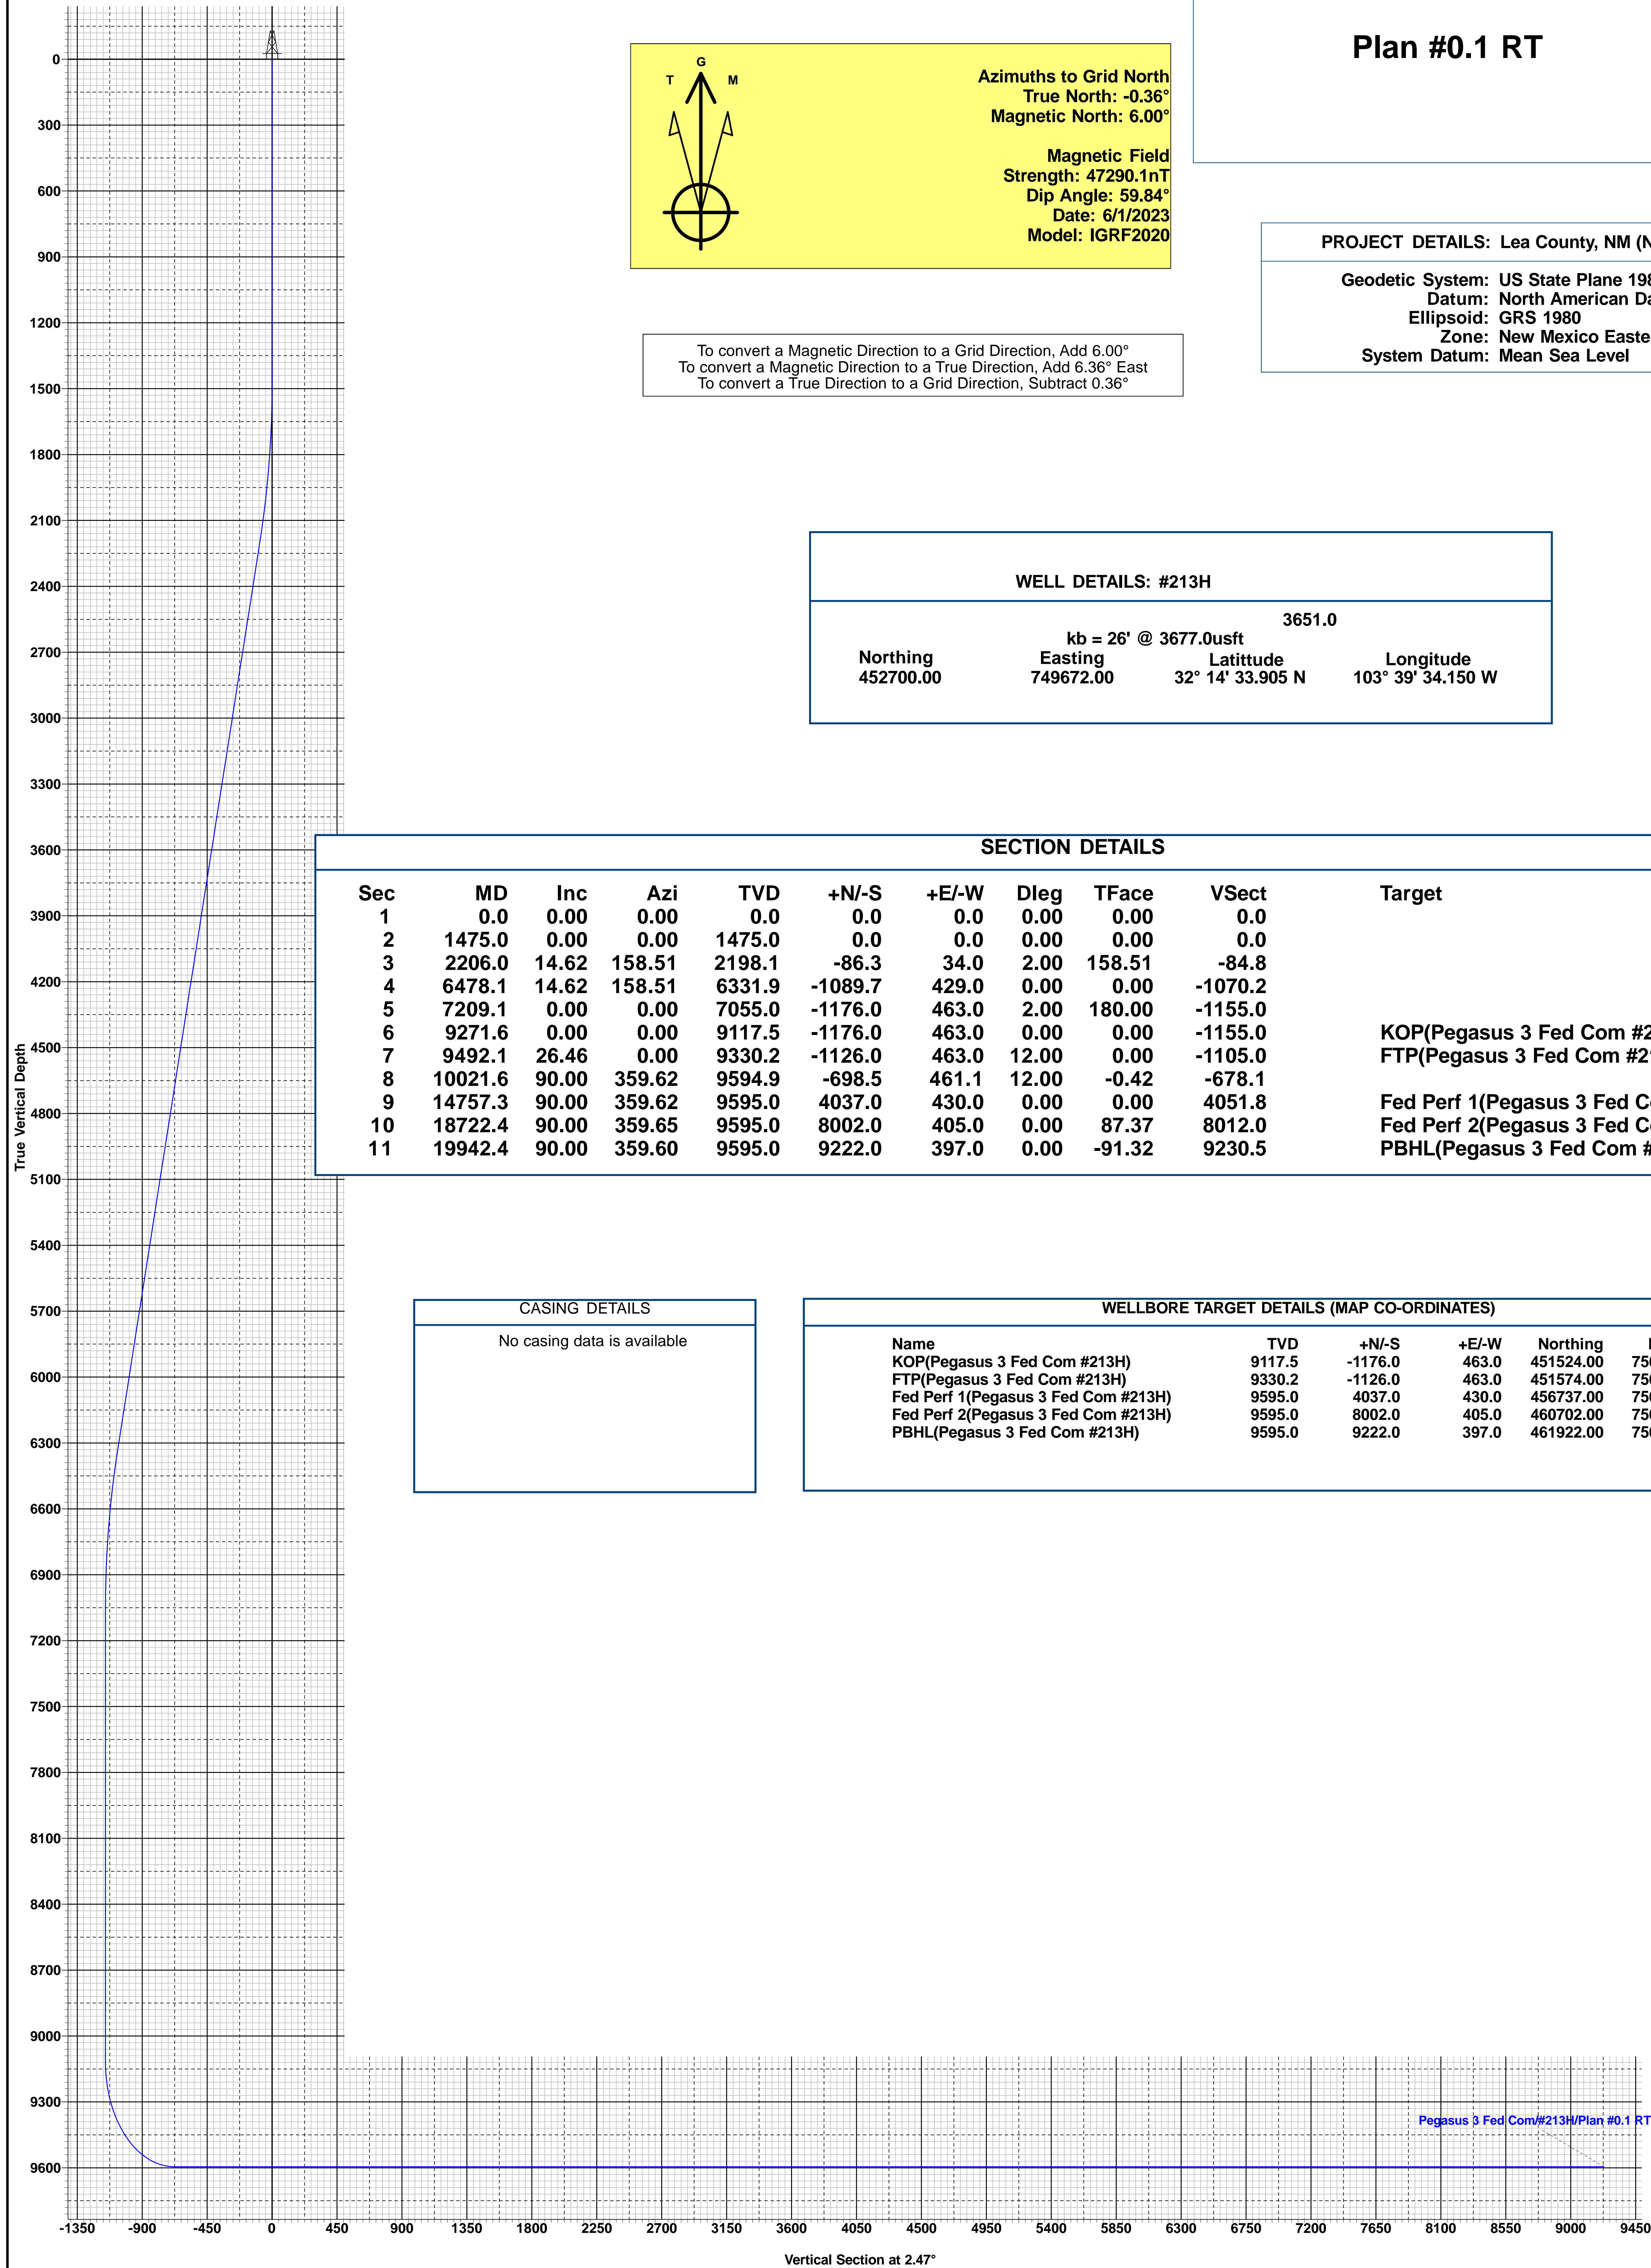 Plan #0.1 RT
G
T M
Azimuths to Grid North
True North: -0.36°
Magnetic North: 6.00°
Magnetic Field
Strength: 47290.1nT
Dip Angle: 59.84°
Date: 6/1/2023
Model: IGRF2020
PROJECT DETAILS: Lea County, NM (N
Geodetic System: US State Plane 198
Datum: North American Da
Ellipsoid: GRS 1980
Zone: New Mexico Easte
System Datum: Mean Sea Level
To convert a Magnetic Direction to a Grid Direction, Add 6.00°
To convert a Magnetic Direction to a True Direction, Add 6.36° East
To convert a True Direction to a Grid Direction, Subtract 0.36°
WELL DETAILS: #213H
3651.0
kb = 26' @ 3677.0usft
Northing Easting Latittude Longitude
452700.00 749672.00 32° 14' 33.905 N 103° 39' 34.150 W
SECTION DETAILS
Sec MD Inc Azi TVD +N/-S +E/-W Dleg TFace VSect Target
1 0.0 0.00 0.00 0.0 0.0 0.0 0.00 0.00 0.0
2 1475.0 0.00 0.00 1475.0 0.0 0.0 0.00 0.00 0.0
3 2206.0 14.62 158.51 2198.1 -86.3 34.0 2.00 158.51 -84.8
4 6478.1 14.62 158.51 6331.9 -1089.7 429.0 0.00 0.00 -1070.2
5 7209.1 0.00 0.00 7055.0 -1176.0 463.0 2.00 180.00 -1155.0
6 9271.6 0.00 0.00 9117.5 -1176.0 463.0 0.00 0.00 -1155.0 KOP(Pegasus 3 Fed Com #2
7 9492.1 26.46 0.00 9330.2 -1126.0 463.0 12.00 0.00 -1105.0 FTP(Pegasus 3 Fed Com #2
8 10021.6 90.00 359.62 9594.9 -698.5 461.1 12.00 -0.42 -678.1
9 14757.3 90.00 359.62 9595.0 4037.0 430.0 0.00 0.00 4051.8 Fed Perf 1(Pegasus 3 Fed C
10 18722.4 90.00 359.65 9595.0 8002.0 405.0 0.00 87.37 8012.0 Fed Perf 2(Pegasus 3 Fed C
11 19942.4 90.00 359.60 9595.0 9222.0 397.0 0.00 -91.32 9230.5 PBHL(Pegasus 3 Fed Com #
CASING DETAILS
No casing data is available
WELLBORE TARGET DETAILS (MAP CO-ORDINATES)
Name TVD +N/-S +E/-W Northing
KOP(Pegasus 3 Fed Com #213H) 9117.5 -1176.0 463.0 451524.00 750
FTP(Pegasus 3 Fed Com #213H) 9330.2 -1126.0 463.0 451574.00 750
Fed Perf 1(Pegasus 3 Fed Com #213H) 9595.0 4037.0 430.0 456737.00 750
Fed Perf 2(Pegasus 3 Fed Com #213H) 9595.0 8002.0 405.0 460702.00 750
PBHL(Pegasus 3 Fed Com #213H) 9595.0 9222.0 397.0 461922.00 750
True Vertical Depth
0
300
600
900
1200
1500
1800
2100
2400
2700
3000
3300
3600
3900
4200
4500
4800
5100
5400
5700
6000
6300
6600
6900
7200
7500
7800
8100
8400
8700
9000
9300
9600
Pegasus 3 Fed Com/#213H/Plan #0.1 RT
-1350 -900 -450 0 450 900 1350 1800 2250 2700 3150 3600 4050 4500 4950 5400 5850 6300 6750 7200 7650 8100 8550 9000 9450
Vertical Section at 2.47°